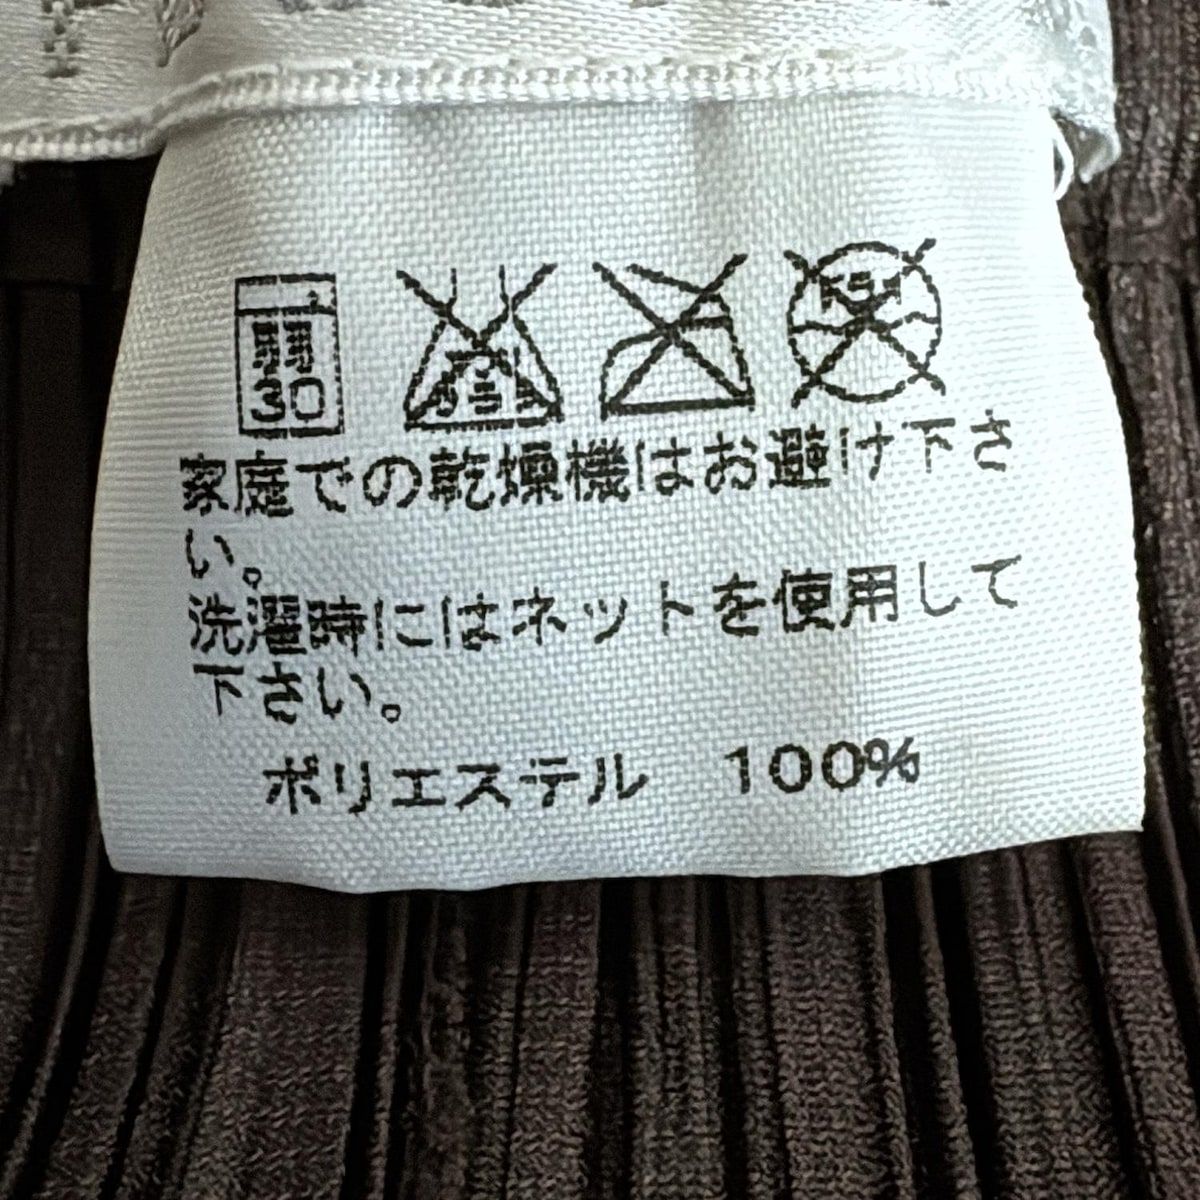 30
家庭での乾燥機はお避け下さ
い。
洗濯時にはネットを使用して
下さい。
ポリエステル 100%